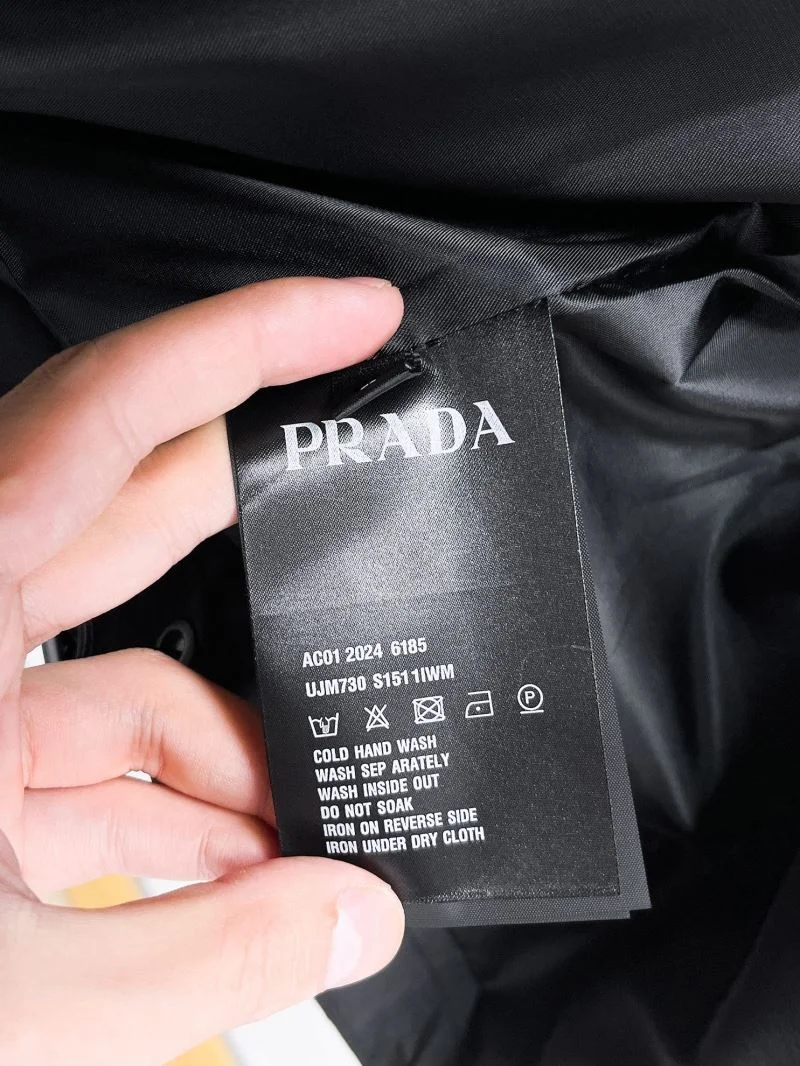 PRADA
AC01 2024 6185
UJM730 S151 1IWM
P
COLD HAND WASH
WASH SEP ARATELY
WASH INSIDE OUT
DO NOT SOAK
IRON ON REVERSE SIDE
IRON UNDER DRY CLOTH